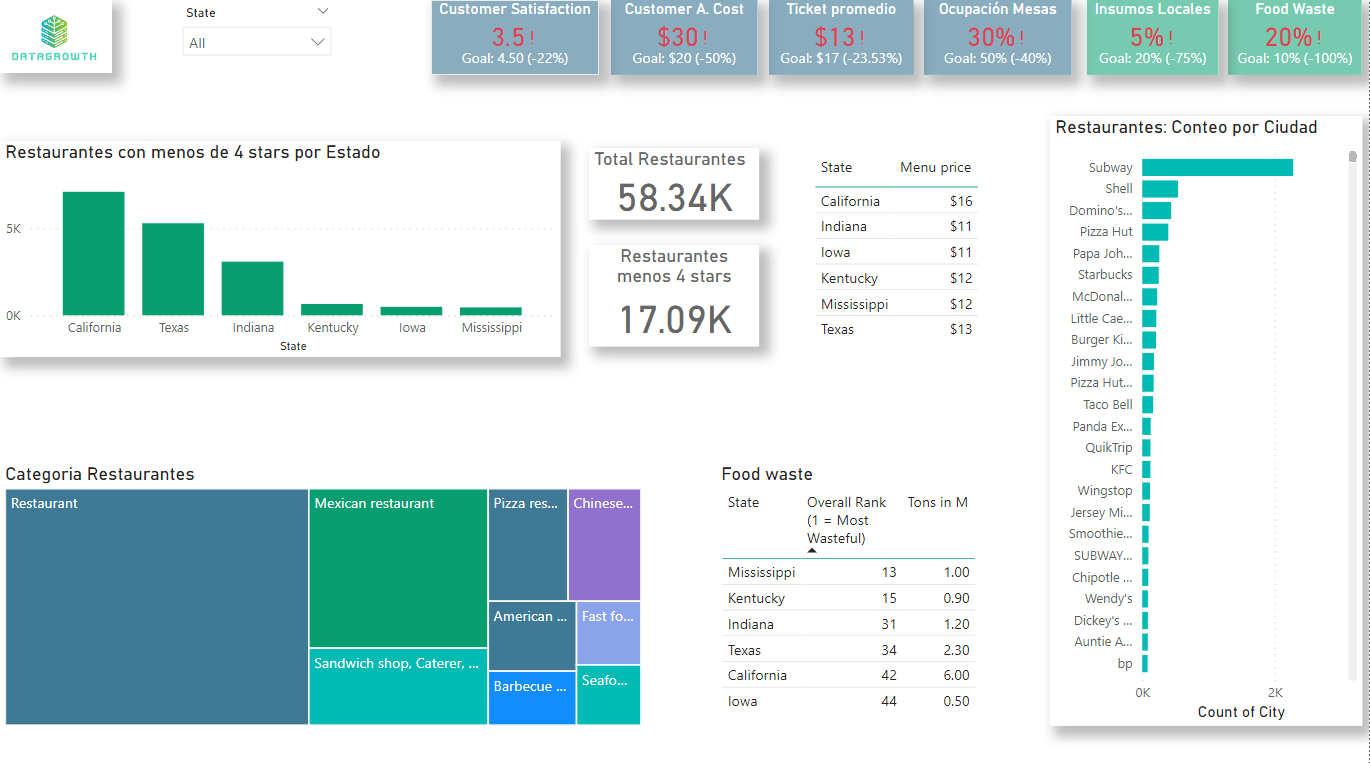 DATAGROWTH
State
All
Customer Satisfaction
3.5!
Goal: 4.50 (-22%)
Customer A. Cost
$30!
Goal: $20 (-50%)
Ticket promedio
$13!
Goal: $17 (-23.53%)
Ocupación Mesas
30%!
Goal: 50% (-40%)
Insumos Locales
5%!
Goal: 20% (-75%)
Food Waste
20%!
Goal: 10% (-100%)
Restaurantes con menos de 4 stars por Estado
5K
0K
California
Texas
Indiana
Kentucky
Iowa
Mississippi
State
Total Restaurantes
58.34K
Restaurantes
menos 4 stars
17.09K
State Menu price
California $16
Indiana $11
Iowa $11
Kentucky $12
Mississippi $12
Texas $13
Restaurantes: Conteo por Ciudad
Subway
Shell
Domino's...
Pizza Hut
Papa Joh...
Starbucks
McDonal...
Little Cae...
Burger Ki...
Jimmy Jo...
Pizza Hut...
Taco Bell
Panda Ex...
QuikTrip
KFC
Wingstop
Jersey Mi...
Smoothie...
SUBWAY...
Chipotle ...
Wendy's
Dickey's ...
Auntie A...
bp
0K 2K
Count of City
Categoria Restaurantes
Restaurant
Mexican restaurant
Sandwich shop, Caterer, ...
Pizza res...
Chinese...
American ...
Fast fo...
Barbecue ...
Seafo...
Food waste
State Overall Rank Tons in M
(1 = Most
Wasteful)
Mississippi 13 1.00
Kentucky 15 0.90
Indiana 31 1.20
Texas 34 2.30
California 42 6.00
Iowa 44 0.50